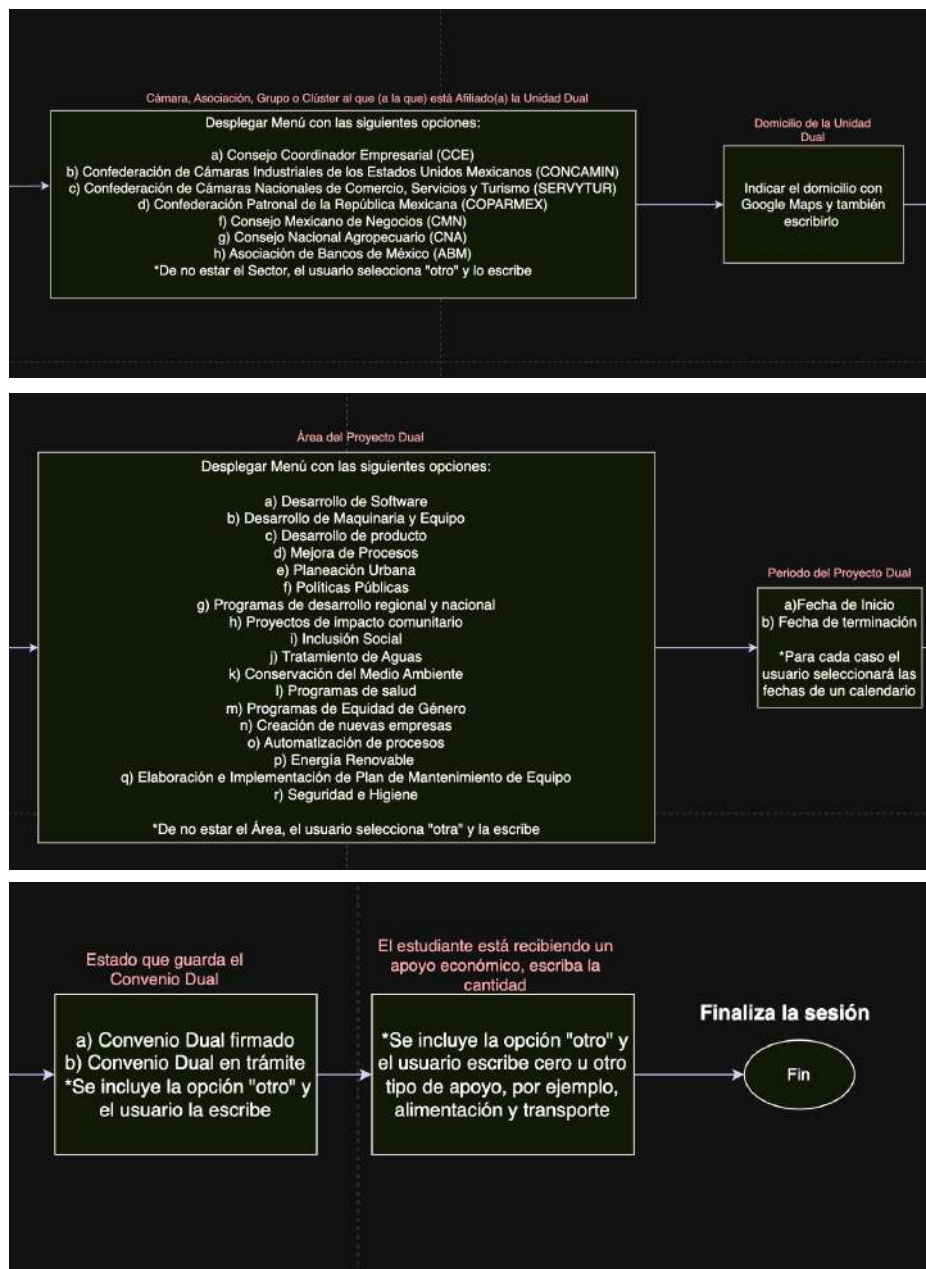 Cámara, Asociación, Grupo o Clúster al que (a la que) está Afiliado(a) la Unidad Dual
Desplegar Menú con las siguientes opciones:
a) Consejo Coordinador Empresarial (CCE)
b) Confederación de Cámaras Industriales de los Estados Unidos Mexicanos (CONCAMIN)
c) Confederación de Cámaras Nacionales de Comercio, Servicios y Turismo (SERVYTUR)
d) Confederación Patronal de la República Mexicana (COPARMEX)
f) Consejo Mexicano de Negocios (CMN)
g) Consejo Nacional Agropecuario (CNA)
h) Asociación de Bancos de México (ABM)
*De no estar el Sector, el usuario selecciona "otro" y lo escribe
Domicilio de la Unidad
Dual
Indicar el domicilio con
Google Maps y también
escribirlo
Área del Proyecto Dual
Desplegar Menú con las siguientes opciones:
a) Desarrollo de Software
b) Desarrollo de Maquinaria y Equipo
c) Desarrollo de producto
d) Mejora de Procesos
e) Planeación Urbana
f) Políticas Públicas
g) Programas de desarrollo regional y nacional
h) Proyectos de impacto comunitario
i) Inclusión Social
j) Tratamiento de Aguas
k) Conservación del Medio Ambiente
l) Programas de salud
m) Programas de Equidad de Género
n) Creación de nuevas empresas
o) Automatización de procesos
p) Energía Renovable
q) Elaboración e Implementación de Plan de Mantenimiento de Equipo
r) Seguridad e Higiene
*De no estar el Área, el usuario selecciona "otra" y la escribe
Periodo del Proyecto Dual
a)Fecha de Inicio
b) Fecha de terminación
*Para cada caso el
usuario seleccionará las
fechas de un calendario
Estado que guarda el
Convenio Dual
a) Convenio Dual firmado
b) Convenio Dual en trámite
*Se incluye la opción "otro" y
el usuario la escribe
El estudiante está recibiendo un
apoyo económico, escriba la
cantidad
*Se incluye la opción "otro" y
el usuario escribe cero u otro
tipo de apoyo, por ejemplo,
alimentación y transporte
Finaliza la sesión
Fin